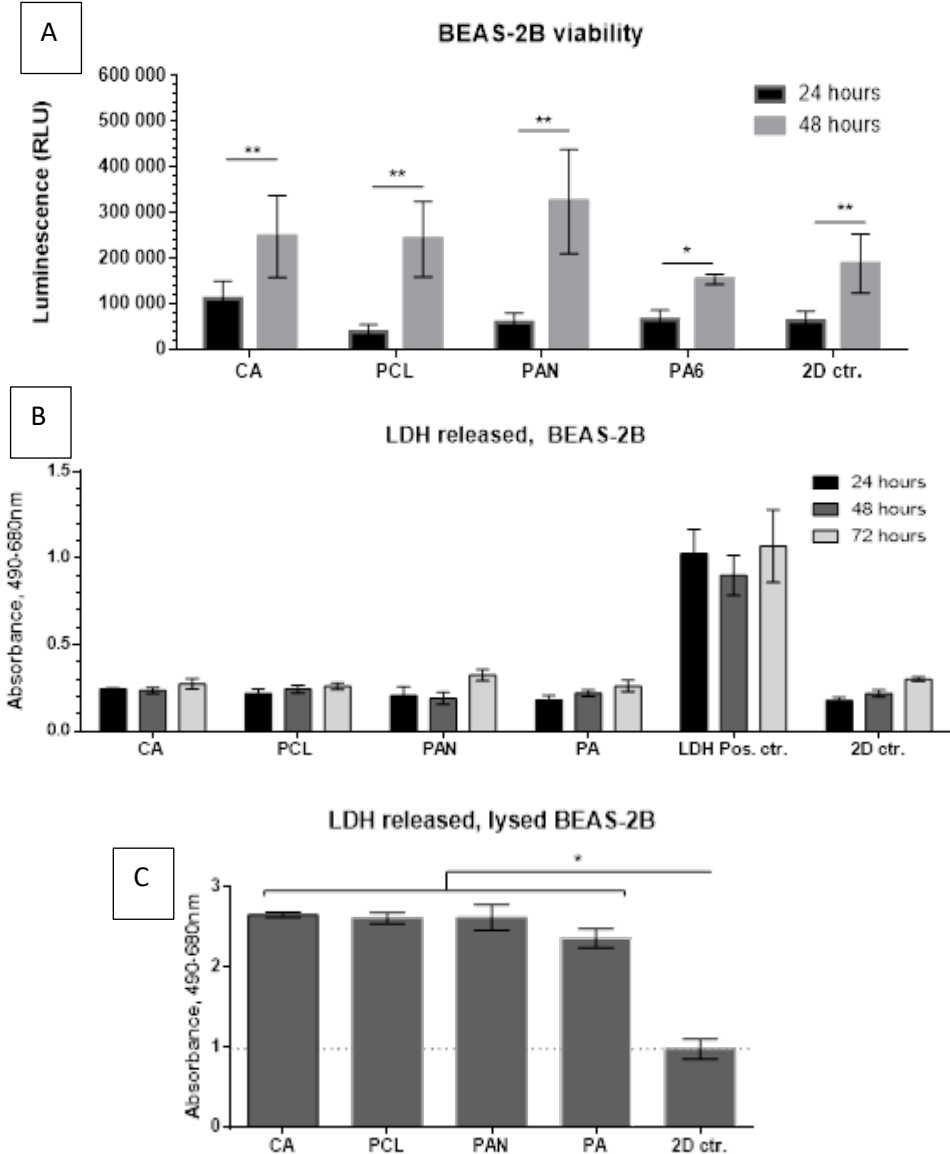 A
BEAS-2B viability
Luminescence (RLU)
600 000
500 000
400 000
300 000
200 000
100 000
0
24 hours
48 hours
**
**
**
*
**
CA PCL PAN PA6 2D ctr.
B
LDH released, BEAS-2B
Absorbance, 490-680nm
1.5
1.0
0.5
0.0
24 hours
48 hours
72 hours
CA PCL PAN PA LDH Pos. ctr. 2D ctr.
LDH released, lysed BEAS-2B
C
Absorbance, 490-680nm
3
2
1
0
*
CA PCL PAN PA 2D ctr.